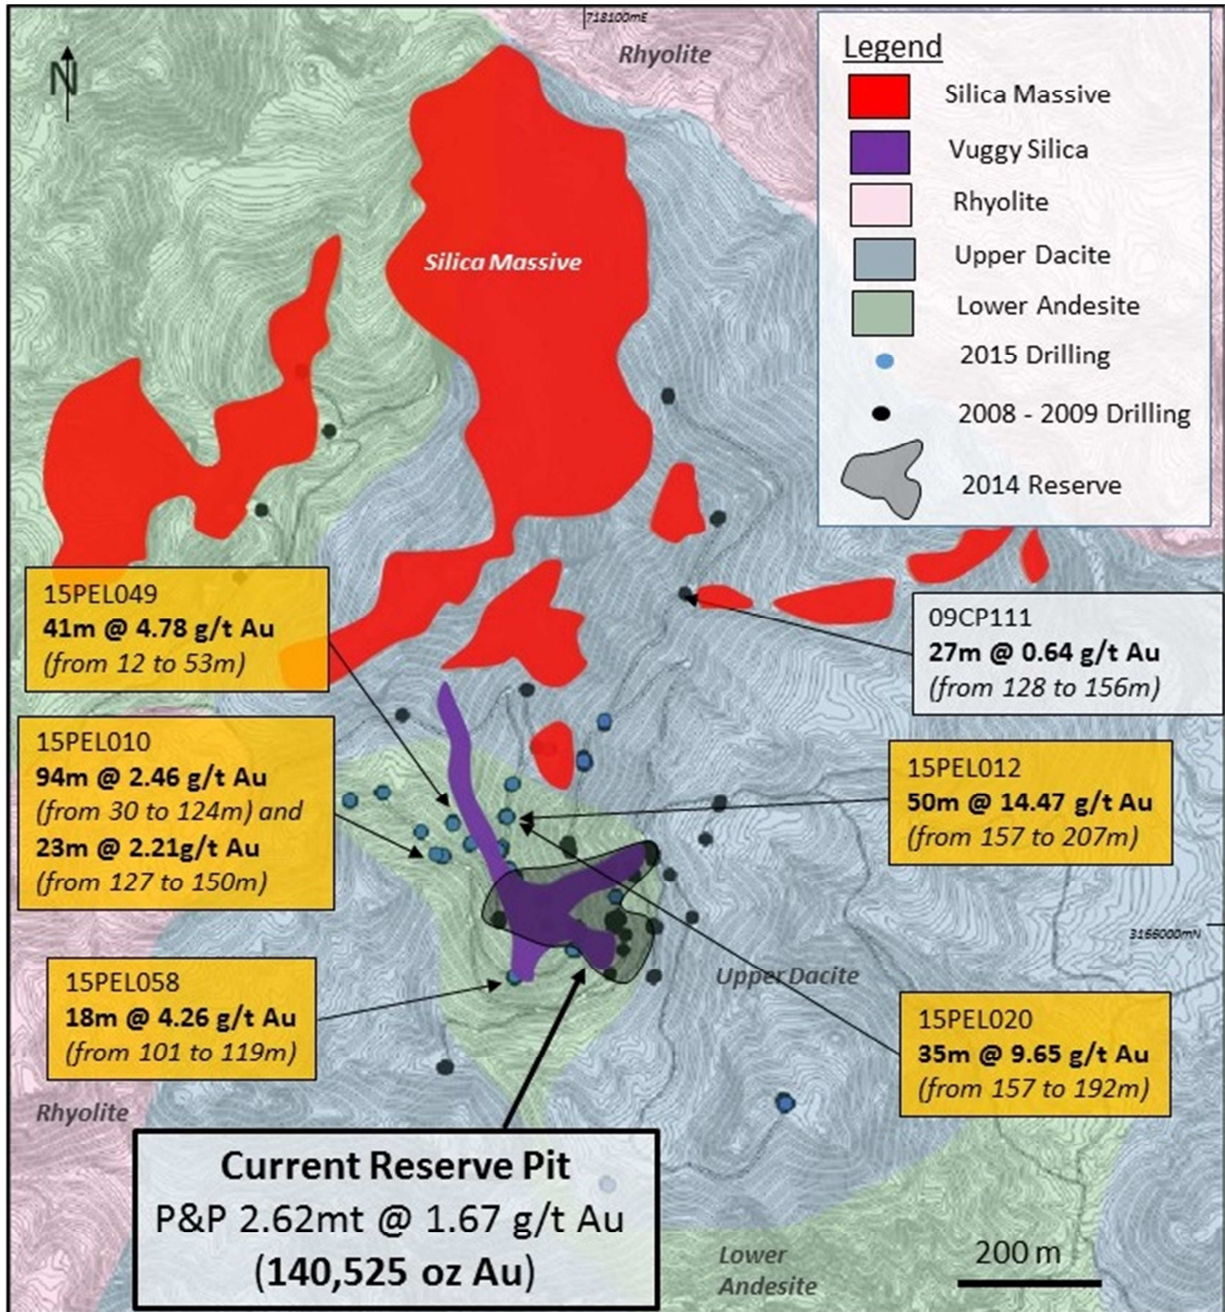 718100mE
Rhyolite
N
Legend
Silica Massive
Vuggy Silica
Rhyolite
Upper Dacite
Lower Andesite
2015 Drilling
2008 - 2009 Drilling
2014 Reserve
Silica Massive
15PEL049
41m @ 4.78 g/t Au
(from 12 to 53m)
09CP111
27m @ 0.64 g/t Au
(from 128 to 156m)
15PEL010
94m @ 2.46 g/t Au
(from 30 to 124m) and
23m @ 2.21g/t Au
(from 127 to 150m)
15PEL012
50m @ 14.47 g/t Au
(from 157 to 207m)
3166000mN
Upper Dacite
15PEL058
18m @ 4.26 g/t Au
(from 101 to 119m)
15PEL020
35m @ 9.65 g/t Au
(from 157 to 192m)
Rhyolite
Current Reserve Pit
P&P 2.62mt @ 1.67 g/t Au
(140,525 oz Au)
Lower
Andesite
200 m